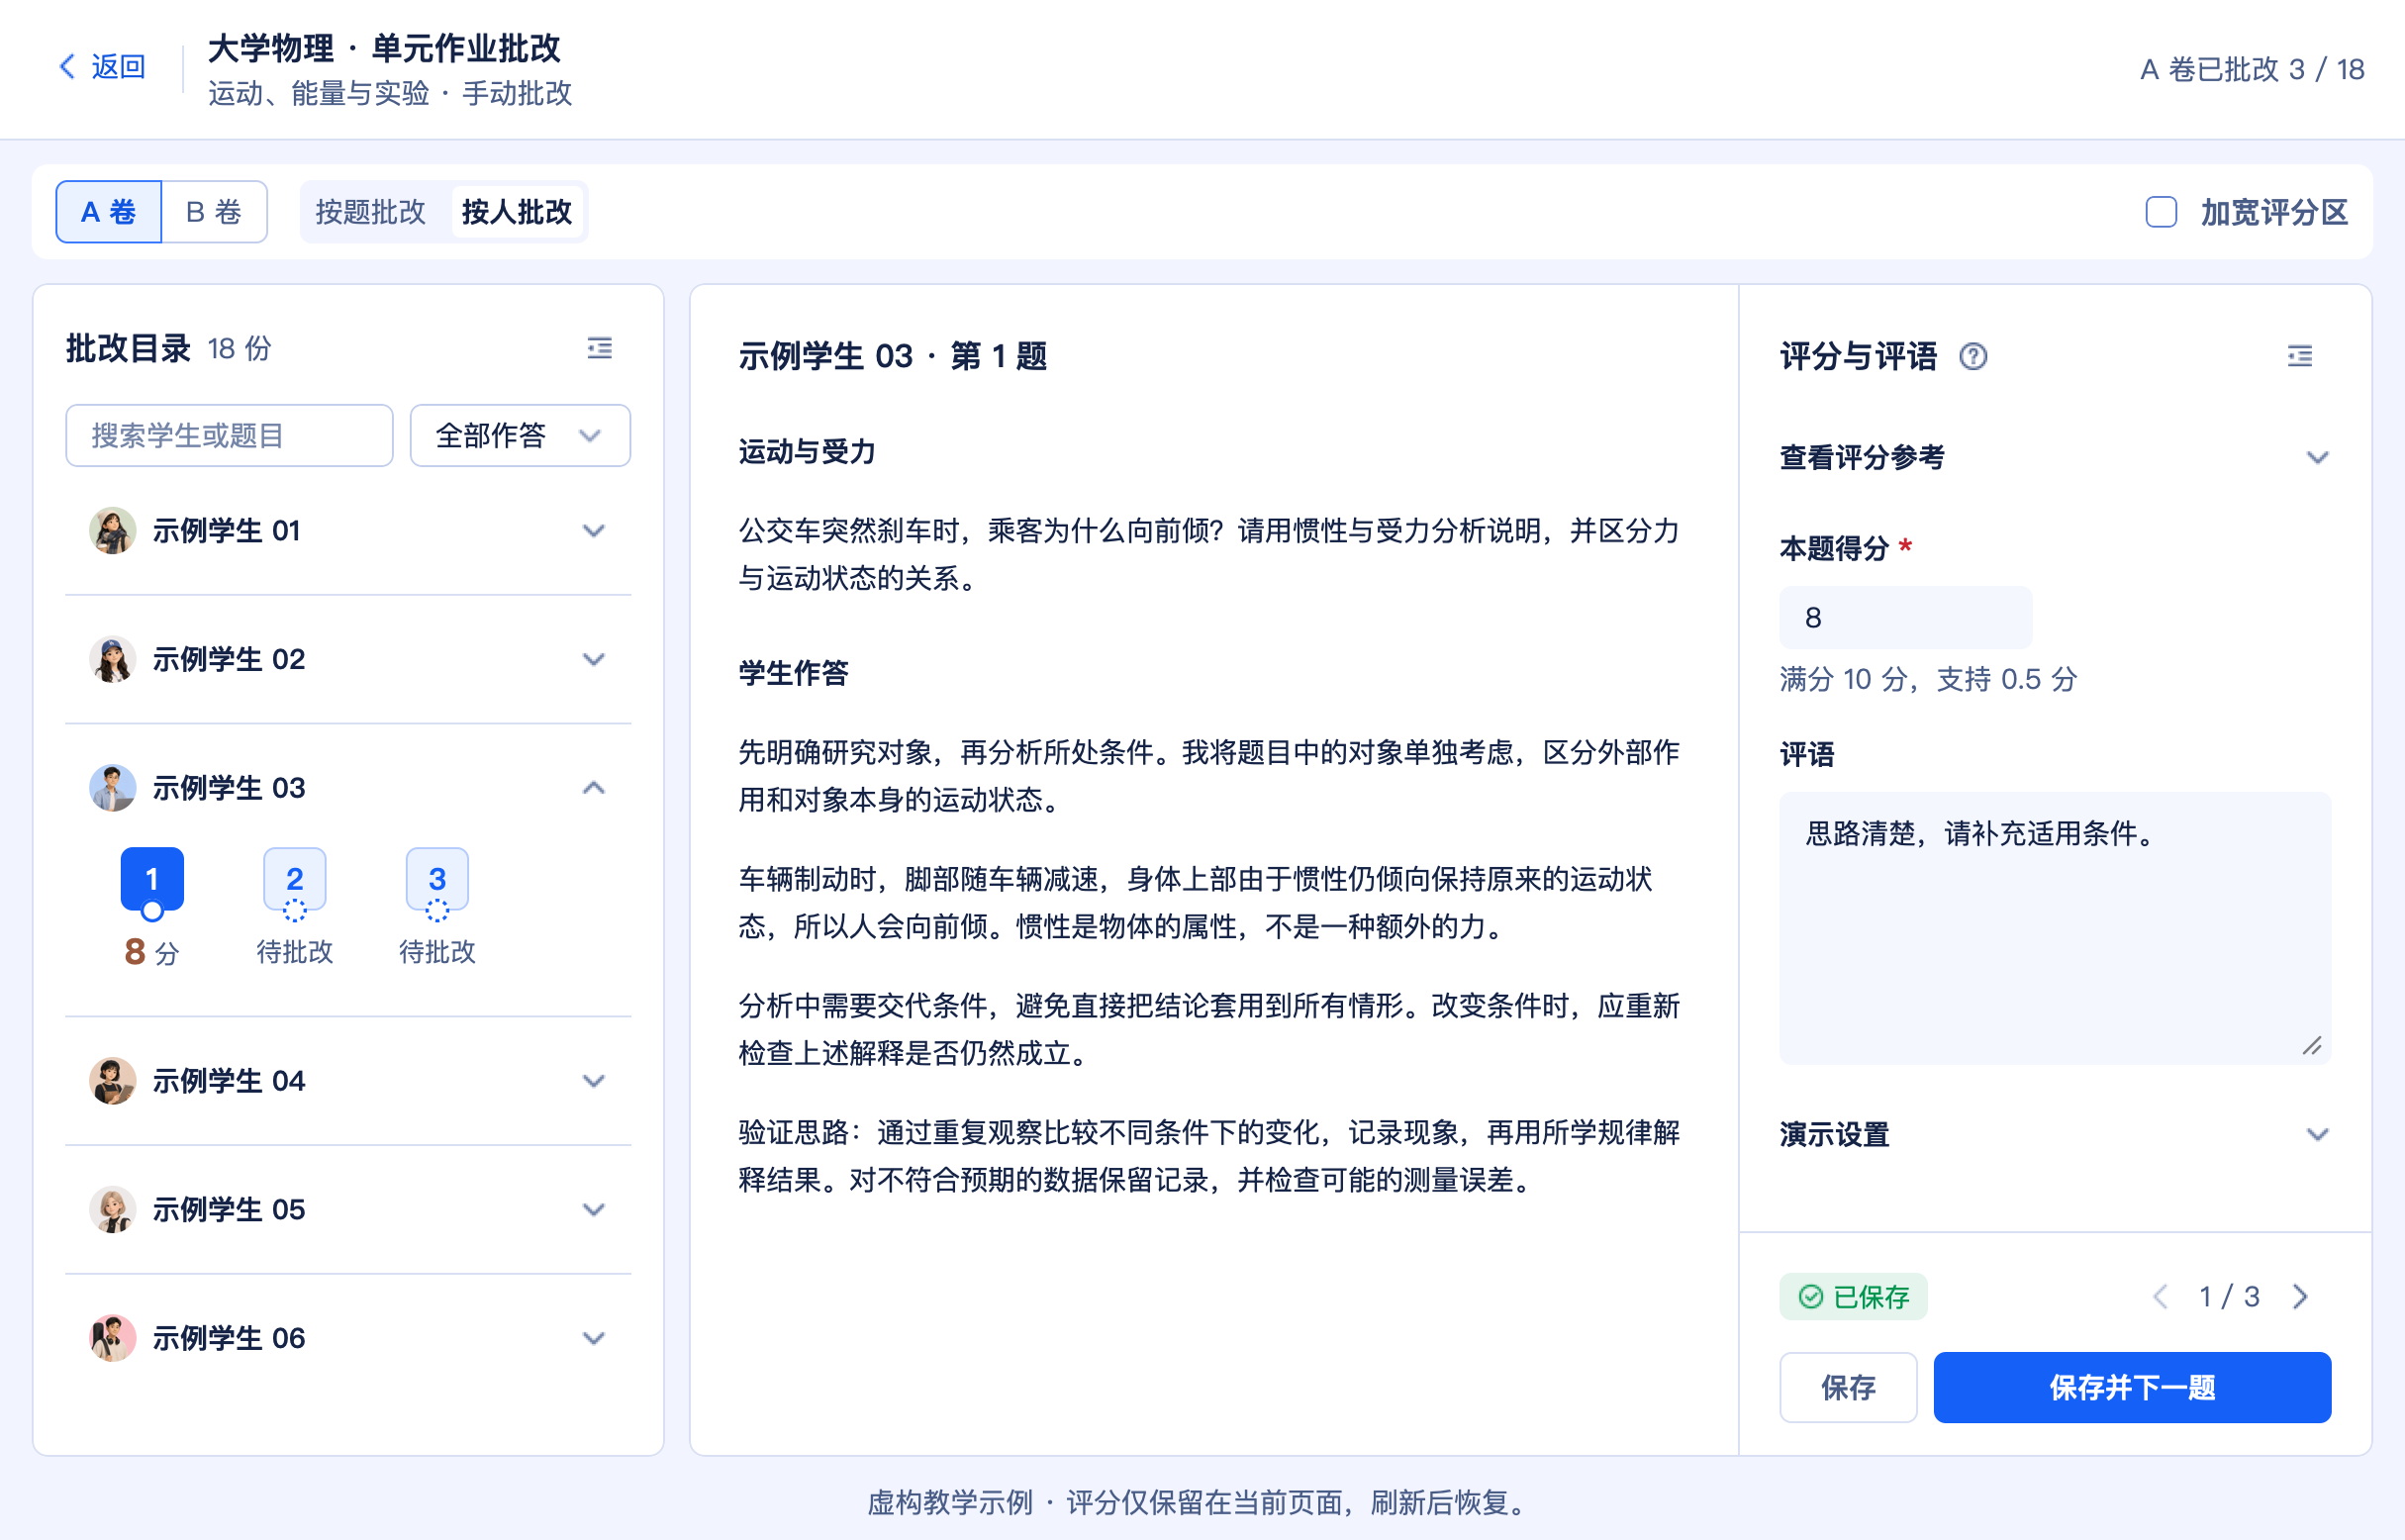 返回
大学物理 · 单元作业批改
运动、能量与实验 · 手动批改
A 卷已批改 3 / 18
A 卷
B 卷
按题批改
按人批改
加宽评分区
批改目录 18 份
搜索学生或题目
全部作答
示例学生 01
示例学生 02
示例学生 03
1
2
3
8 分
待批改
待批改
示例学生 04
示例学生 05
示例学生 06
示例学生 03 · 第 1 题
运动与受力
公交车突然刹车时，乘客为什么向前倾？请用惯性与受力分析说明，并区分力
与运动状态的关系。
学生作答
先明确研究对象，再分析所处条件。我将题目中的对象单独考虑，区分外部作
用和对象本身的运动状态。
车辆制动时，脚部随车辆减速，身体上部由于惯性仍倾向保持原来的运动状
态，所以人会向前倾。惯性是物体的属性，不是一种额外的力。
分析中需要交代条件，避免直接把结论套用到所有情形。改变条件时，应重新
检查上述解释是否仍然成立。
验证思路：通过重复观察比较不同条件下的变化，记录现象，再用所学规律解
释结果。对不符合预期的数据保留记录，并检查可能的测量误差。
评分与评语 ?
查看评分参考
本题得分 *
8
满分 10 分，支持 0.5 分
评语
思路清楚，请补充适用条件。
演示设置
已保存
1 / 3
保存
保存并下一题
虚构教学示例 · 评分仅保留在当前页面，刷新后恢复。